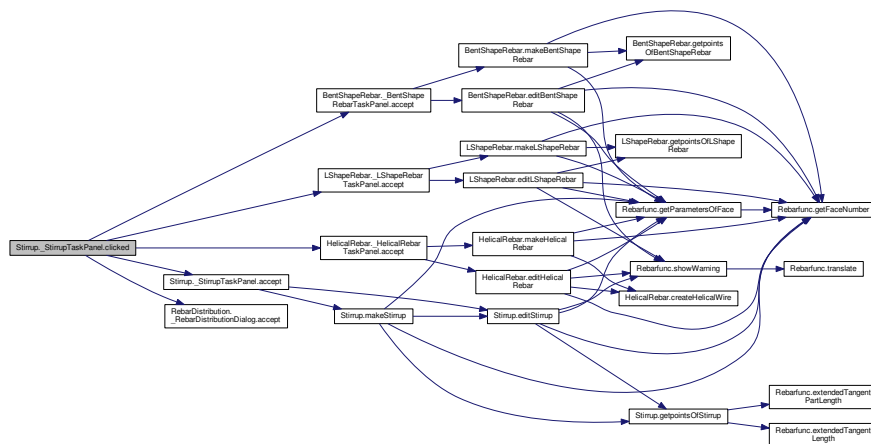 Stirrup._StirrupTaskPanel.clicked
BentShapeRebar._BentShape
RebarTaskPanel.accept
LShapeRebar._LShapeRebar
TaskPanel.accept
HelicalRebar._HelicalRebar
TaskPanel.accept
Stirrup._StirrupTaskPanel.accept
RebarDistribution.
_RebarDistributionDialog.accept
BentShapeRebar.makeBentShape
Rebar
BentShapeRebar.editBentShape
Rebar
LShapeRebar.makeLShapeRebar
LShapeRebar.editLShapeRebar
HelicalRebar.makeHelical
Rebar
HelicalRebar.editHelical
Rebar
Stirrup.makeStirrup
Stirrup.editStirrup
BentShapeRebar.getpoints
OfBentShapeRebar
LShapeRebar.getpointsOfLShape
Rebar
Rebarfunc.getParametersOfFace
Rebarfunc.getFaceNumber
Rebarfunc.showWarning
Rebarfunc.translate
HelicalRebar.createHelicalWire
Stirrup.getpointsOfStirrup
Rebarfunc.extendedTangent
PartLength
Rebarfunc.extendedTangent
Length